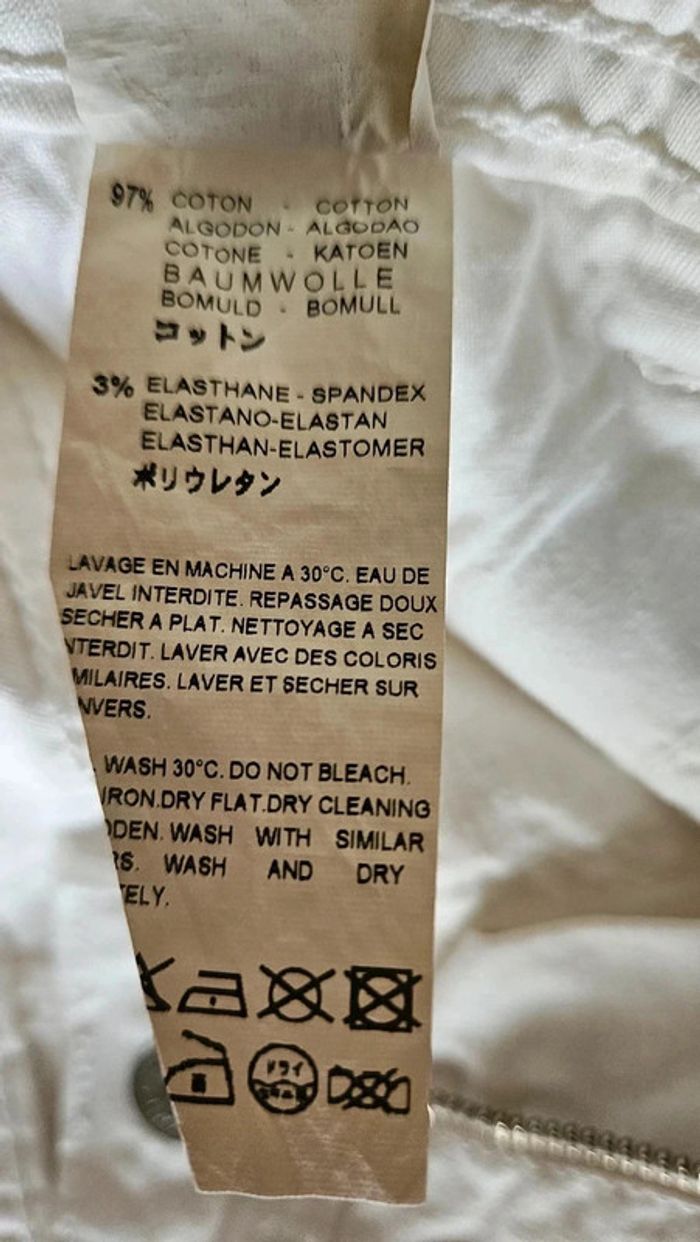 97% COTON - COTTON
ALGODON - ALGODAO
COTONE - KATOEN
BAUMWOLLE
BOMULD - BOMULL
コットン
3% ELASTHANE - SPANDEX
ELASTANO-ELASTAN
ELASTHAN-ELASTOMER
ポリウレタン
LAVAGE EN MACHINE A 30°C. EAU DE
JAVEL INTERDITE. REPASSAGE DOUX
SECHER A PLAT. NETTOYAGE A SEC
NTERDIT. LAVER AVEC DES COLORIS
MILAIRES. LAVER ET SECHER SUR
NVERS.
. WASH 30°C. DO NOT BLEACH.
IRON.DRY FLAT.DRY CLEANING
DDEN. WASH WITH SIMILAR
RS. WASH AND DRY
TELY.
ドライ